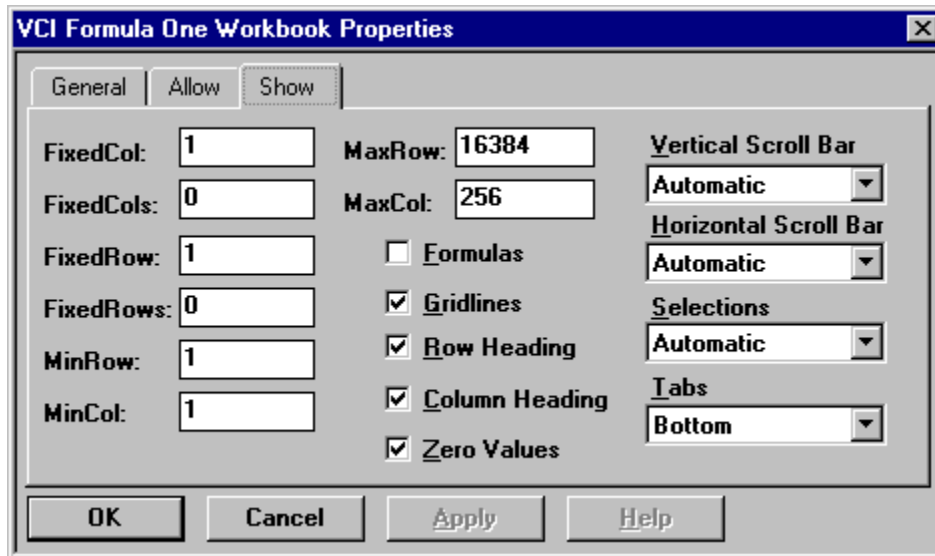 VCI Formula One Workbook Properties
General Allow Show
FixedCol: 1
FixedCols: 0
FixedRow: 1
FixedRows: 0
MinRow: 1
MinCol: 1
MaxRow: 16384
MaxCol: 256
Formulas
Gridlines
Row Heading
Column Heading
Zero Values
Vertical Scroll Bar
Automatic
Horizontal Scroll Bar
Automatic
Selections
Automatic
Tabs
Bottom
OK Cancel Apply Help